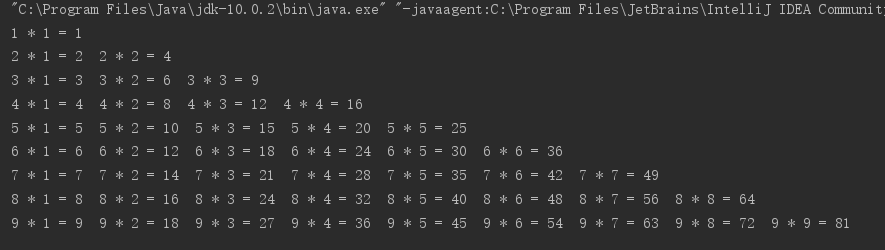 "C:\Program Files\Java\jdk-10.0.2\bin\java.exe" "-javaagent:C:\Program Files\JetBrains\IntelliJ IDEA Communit
1 * 1 = 1
2 * 1 = 2  2 * 2 = 4
3 * 1 = 3  3 * 2 = 6  3 * 3 = 9
4 * 1 = 4  4 * 2 = 8  4 * 3 = 12  4 * 4 = 16
5 * 1 = 5  5 * 2 = 10  5 * 3 = 15  5 * 4 = 20  5 * 5 = 25
6 * 1 = 6  6 * 2 = 12  6 * 3 = 18  6 * 4 = 24  6 * 5 = 30  6 * 6 = 36
7 * 1 = 7  7 * 2 = 14  7 * 3 = 21  7 * 4 = 28  7 * 5 = 35  7 * 6 = 42  7 * 7 = 49
8 * 1 = 8  8 * 2 = 16  8 * 3 = 24  8 * 4 = 32  8 * 5 = 40  8 * 6 = 48  8 * 7 = 56  8 * 8 = 64
9 * 1 = 9  9 * 2 = 18  9 * 3 = 27  9 * 4 = 36  9 * 5 = 45  9 * 6 = 54  9 * 7 = 63  9 * 8 = 72  9 * 9 = 81